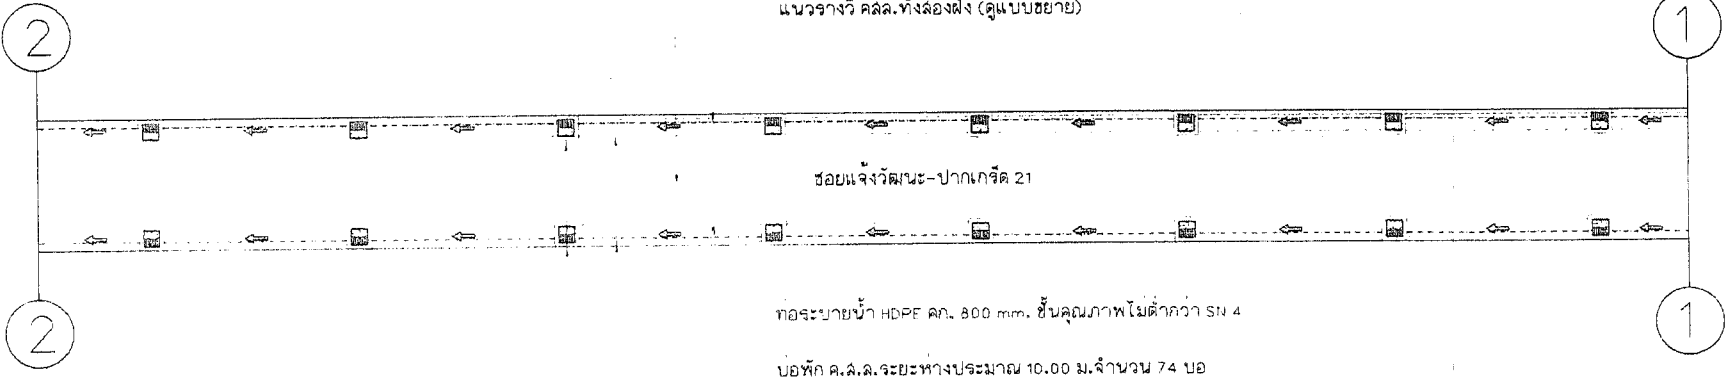 แนวรางวี คสล.ทั้งสองฝั่ง (ดูแบบขยาย)
2
1
ซอยแจ้งวัฒนะ-ปากเกร็ด 21
ท่อระบายน้ำ HDPE คก. 800 mm. ชั้นคุณภาพไม่ต่ำกว่า SN 4
2
1
บ่อพัก ค.ส.ล.ระยะห่างประมาณ 10.00 ม.จำนวน 74 บ่อ